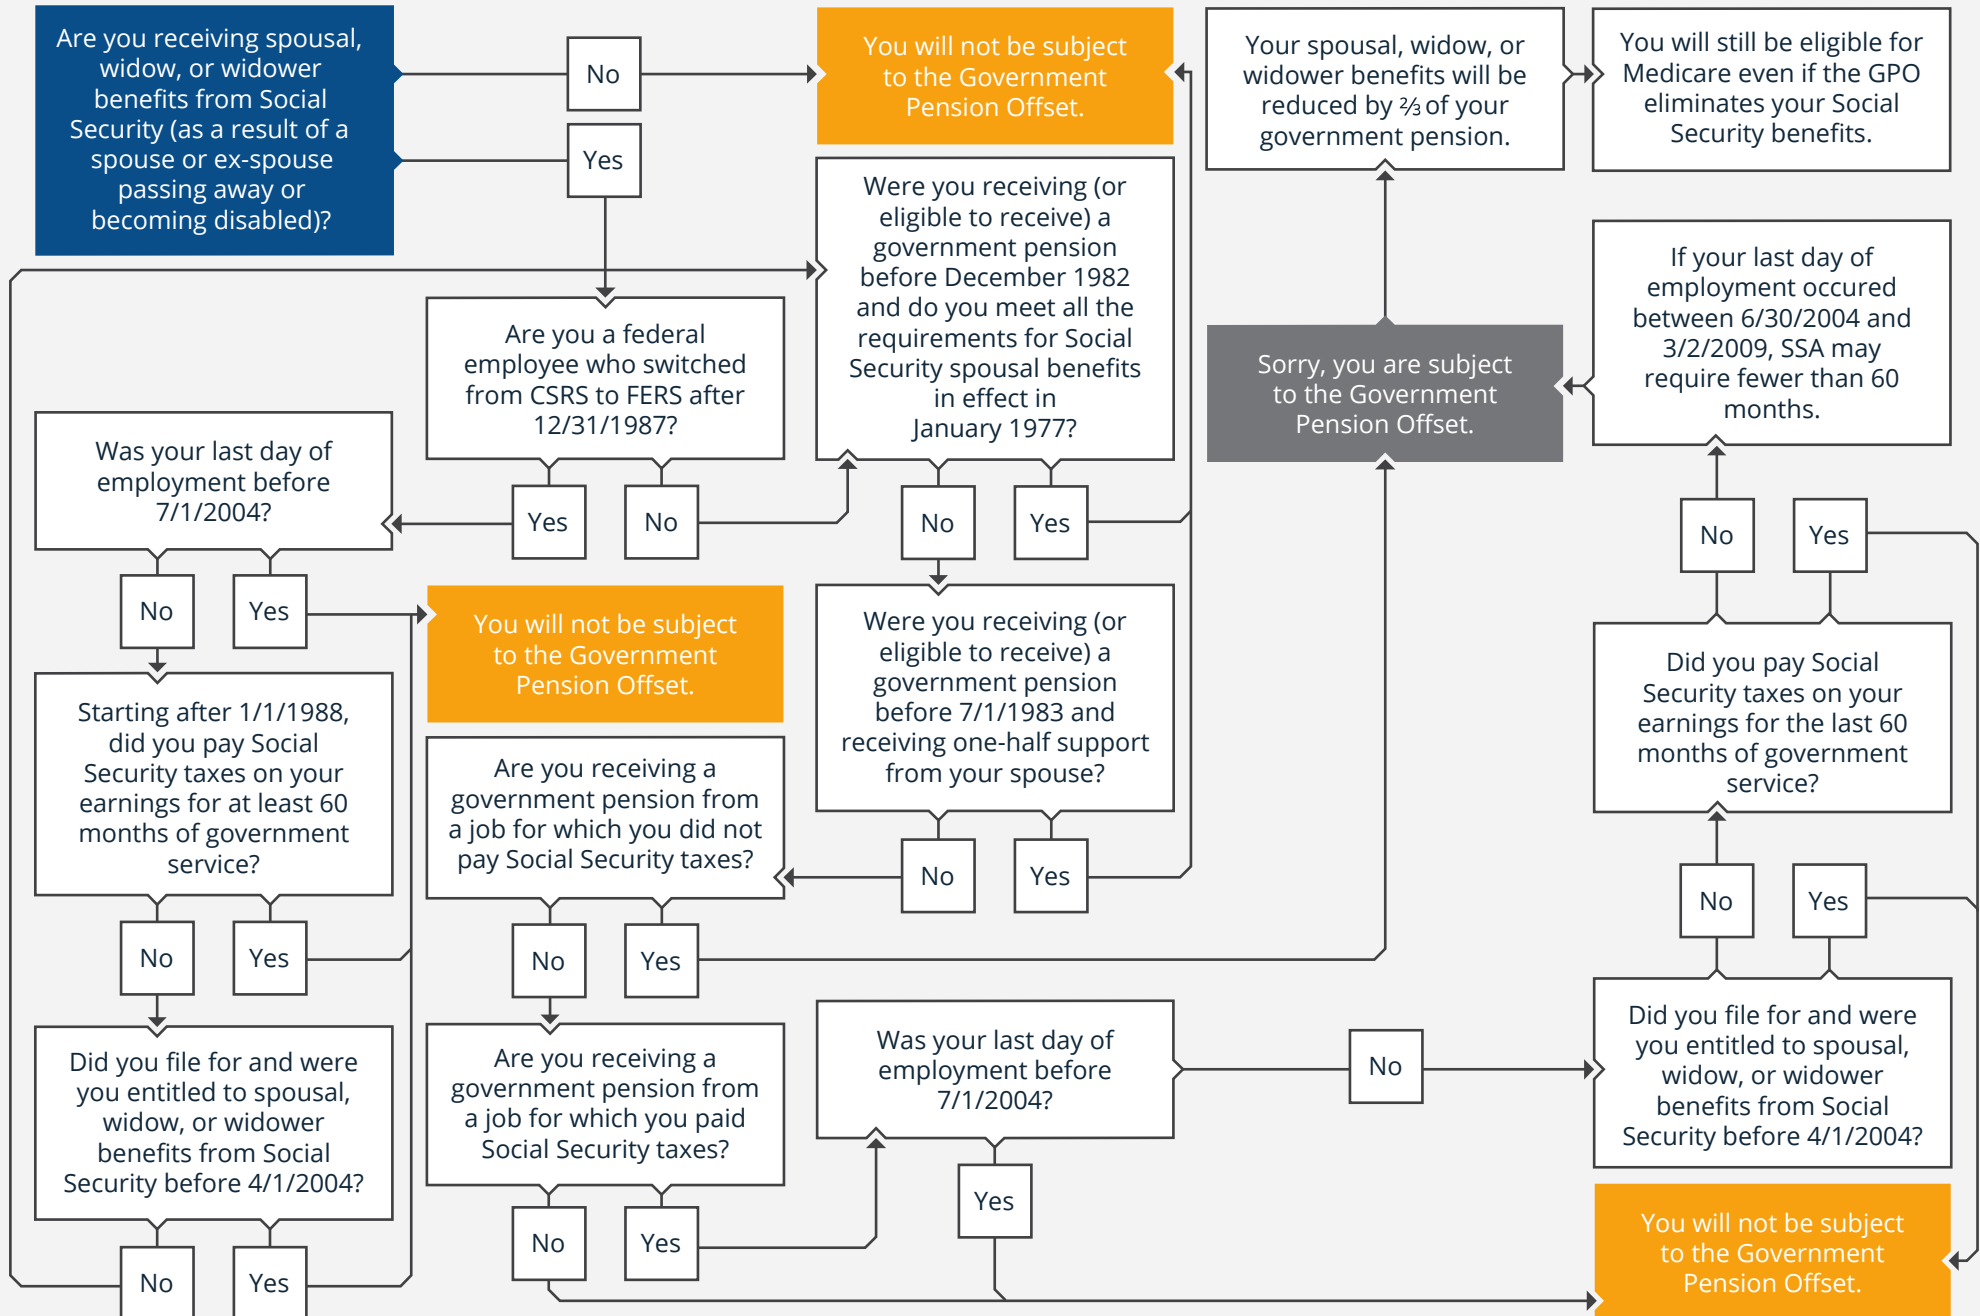 Are you receiving spousal,
widow, or widower
benefits from Social
Security (as a result of a
spouse or ex-spouse
passing away or
becoming disabled)?
No
Yes
You will not be subject
to the Government
Pension Offset.
Your spousal, widow, or
widower benefits will be
reduced by ⅔ of your
government pension.
You will still be eligible for
Medicare even if the GPO
eliminates your Social
Security benefits.
Are you a federal
employee who switched
from CSRS to FERS after
12/31/1987?
Yes
No
Were you receiving (or
eligible to receive) a
government pension
before December 1982
and do you meet all the
requirements for Social
Security spousal benefits
in effect in
January 1977?
No
Yes
Sorry, you are subject
to the Government
Pension Offset.
If your last day of
employment occured
between 6/30/2004 and
3/2/2009, SSA may
require fewer than 60
months.
No
Yes
Was your last day of
employment before
7/1/2004?
No
Yes
You will not be subject
to the Government
Pension Offset.
Were you receiving (or
eligible to receive) a
government pension
before 7/1/1983 and
receiving one-half support
from your spouse?
No
Yes
Did you pay Social
Security taxes on your
earnings for the last 60
months of government
service?
No
Yes
Starting after 1/1/1988,
did you pay Social
Security taxes on your
earnings for at least 60
months of government
service?
No
Yes
Are you receiving a
government pension from
a job for which you did not
pay Social Security taxes?
No
Yes
Did you file for and were
you entitled to spousal,
widow, or widower
benefits from Social
Security before 4/1/2004?
No
Yes
Are you receiving a
government pension from
a job for which you paid
Social Security taxes?
No
Yes
Was your last day of
employment before
7/1/2004?
No
Yes
Did you file for and were
you entitled to spousal,
widow, or widower
benefits from Social
Security before 4/1/2004?
You will not be subject
to the Government
Pension Offset.